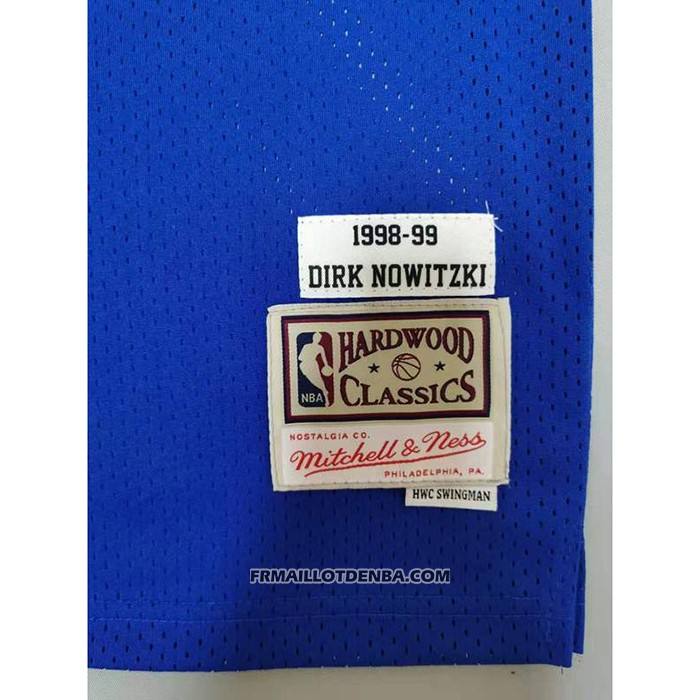 1998-99
DIRK NOWITZKI
HARDWOOD
CLASSICS
NBA
NOSTALGIA CO.
Mitchell & Ness
PHILADELPHIA, PA.
HWC SWINGMAN
FRMAILLOTDENBA.COM